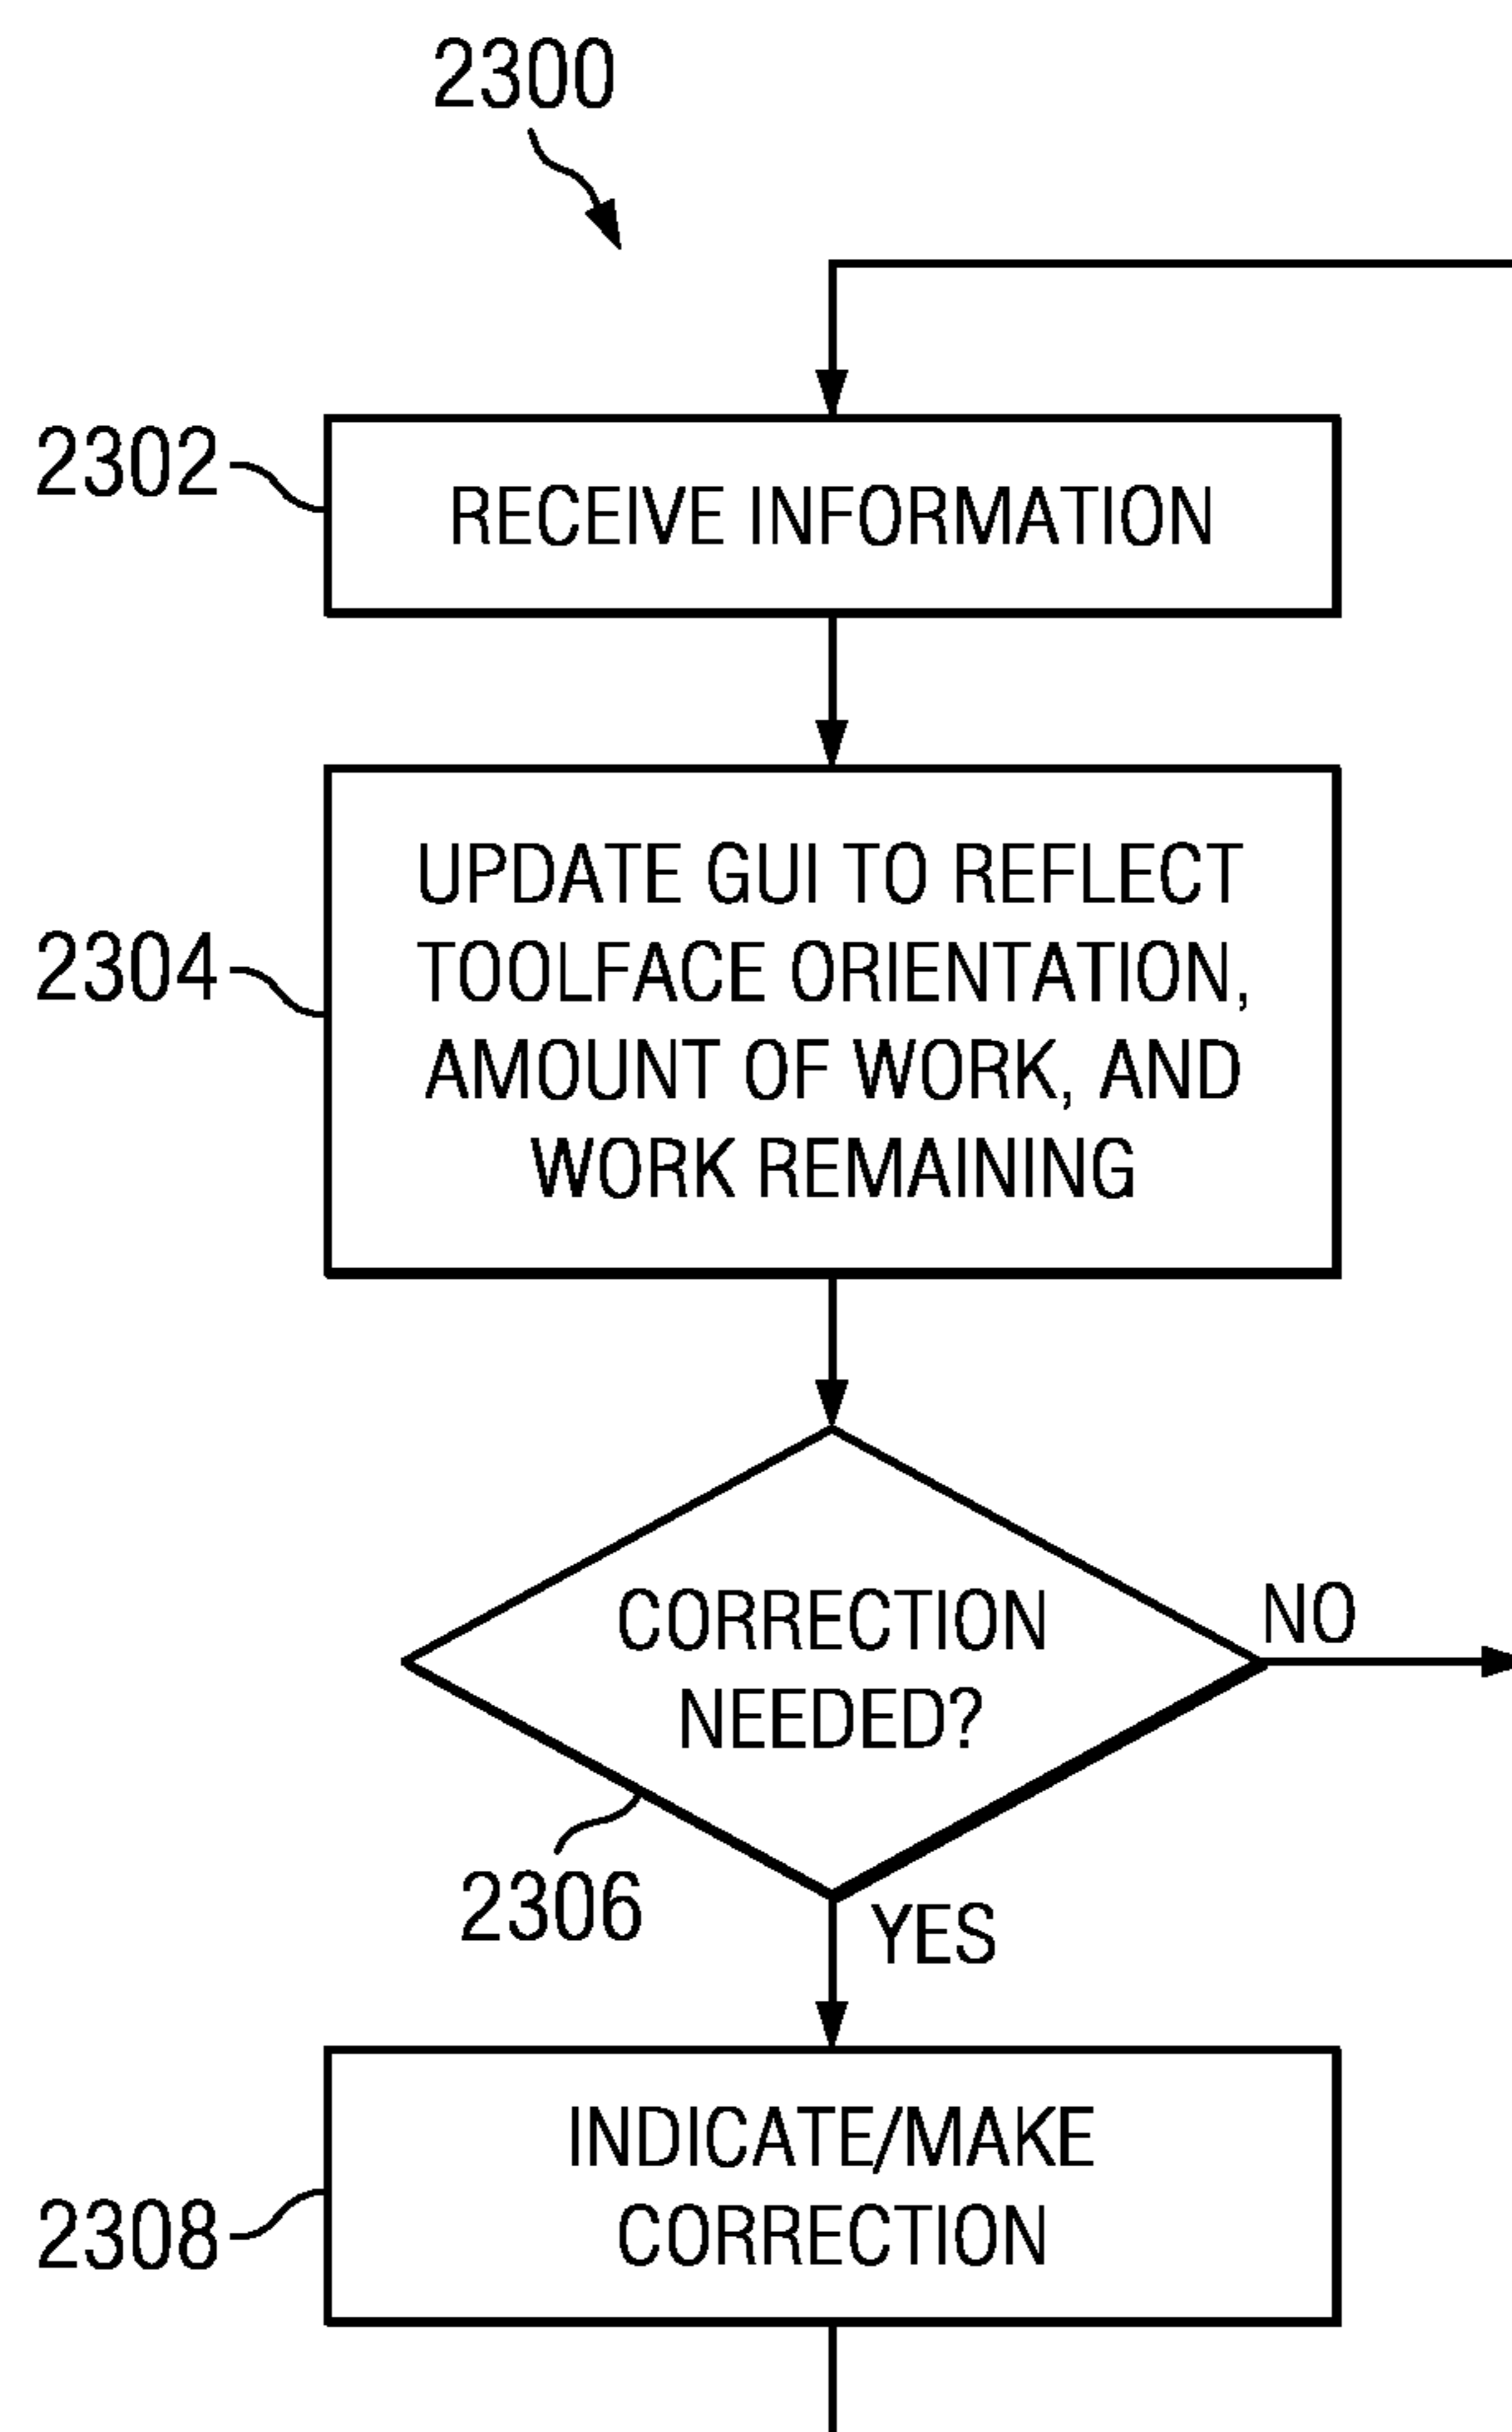 2300
2302
RECEIVE INFORMATION
2304
UPDATE GUI TO REFLECT
TOOLFACE ORIENTATION,
AMOUNT OF WORK, AND
WORK REMAINING
CORRECTION
NEEDED?
NO
2306
YES
2308
INDICATE/MAKE
CORRECTION